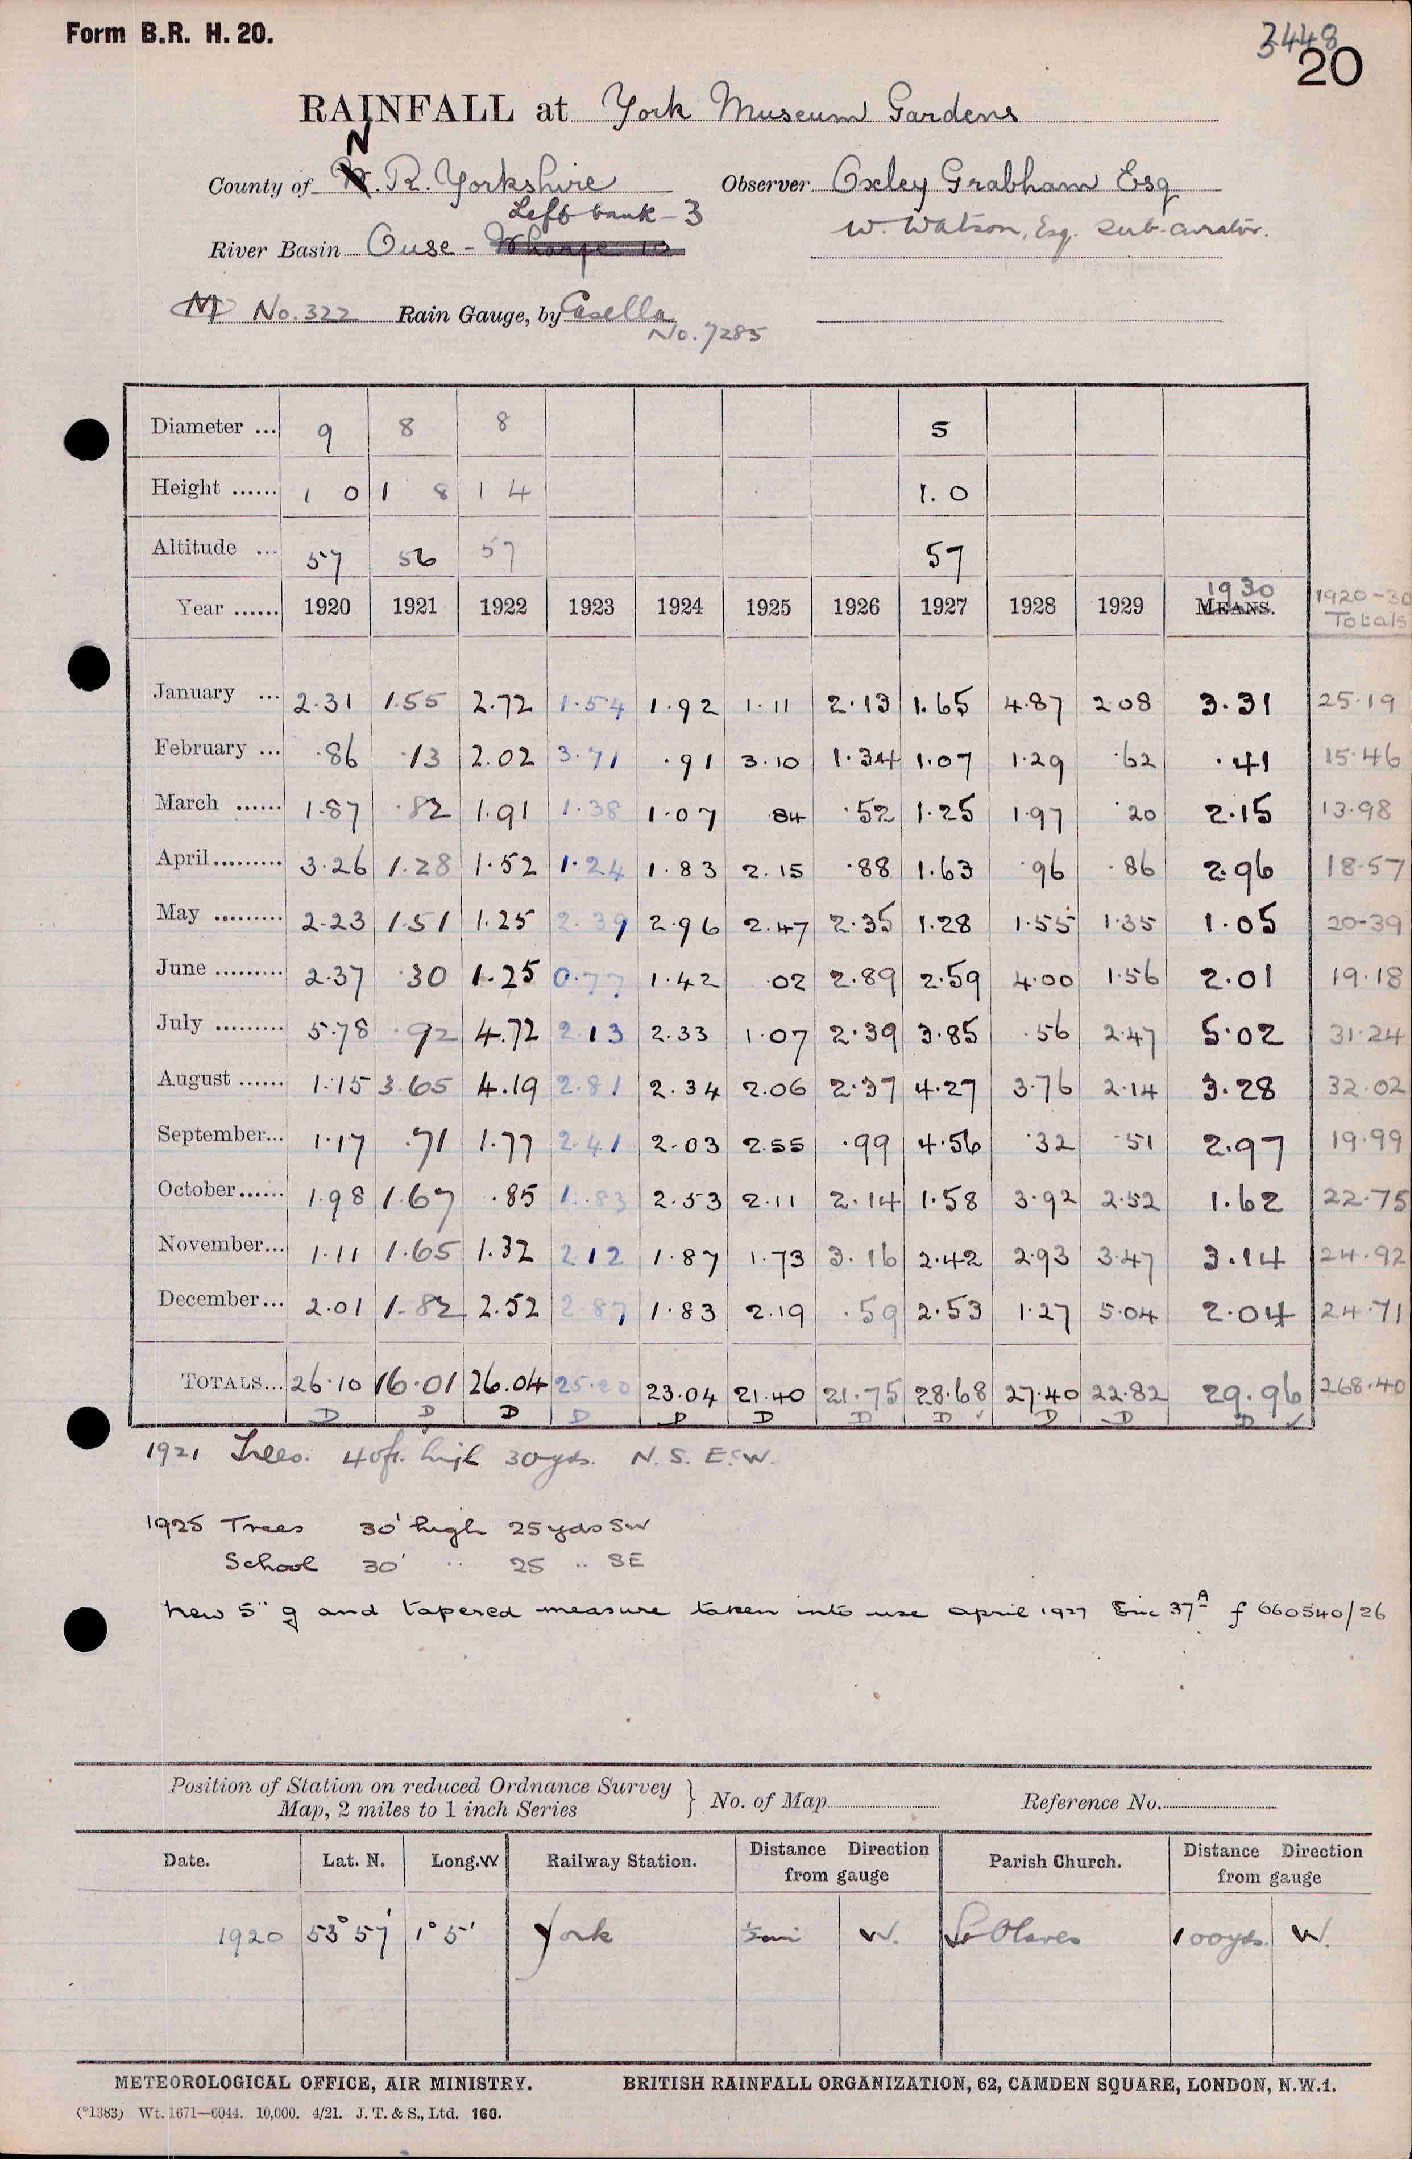 Form B.R. H. 20.
3448
20
RAINFALL at York Museum Gardens
N
County of W. R. Yorkshire Observer Oxley Grabham Esq
Left bank - 3
W. Watson, Esq. Sub-curator.
River Basin Ouse - Wharfe 10
M No. 322 Rain Gauge, by Casella
No. 7285
Diameter ... 9 8 8 5
Height ...... 1 0 1 8 1 4 1.0
Altitude ... 57 56 57 57
Year ...... 1920 1921 1922 1923 1924 1925 1926 1927 1928 1929 MEANS. 1930 1920-30 Totals
January ... 2.31 1.55 2.72 1.54 1.92 1.11 2.13 1.65 4.87 2.08 3.31 25.19
February ... .86 .13 2.02 3.71 .91 3.10 1.34 1.07 1.29 .62 .41 15.46
March ...... 1.87 .82 1.91 1.38 1.07 .84 .52 1.25 1.97 .20 2.15 13.98
April ......... 3.26 1.28 1.52 1.24 1.83 2.15 .88 1.63 .96 .86 2.96 18.57
May ......... 2.23 1.51 1.25 2.39 2.96 2.47 2.35 1.28 1.55 1.35 1.05 20.39
June ......... 2.37 .30 1.25 0.77 1.42 .02 2.89 2.59 4.00 1.56 2.01 19.18
July ......... 5.78 .92 4.72 2.13 2.33 1.07 2.39 3.85 .56 2.47 5.02 31.24
August ...... 1.15 3.65 4.19 2.81 2.34 2.06 2.37 4.27 3.76 2.14 3.28 32.02
September... 1.17 .71 1.77 2.41 2.03 2.55 .99 4.56 .32 .51 2.97 19.99
October...... 1.98 1.67 .85 1.83 2.53 2.11 2.14 1.58 3.92 2.52 1.62 22.75
November... 1.11 1.65 1.32 2.12 1.87 1.73 3.16 2.42 2.93 3.47 3.14 24.92
December... 2.01 1.82 2.52 2.87 1.83 2.19 .59 2.53 1.27 5.04 2.04 24.71
TOTALS... 26.10 16.01 26.04 25.20 23.04 21.40 21.75 28.68 27.40 22.82 29.96 268.40
D D D D D D D D ✓ D D D ✓
1921 Trees. 40ft. high 30yds. N. S. E. W.
1925 Trees 30' high 25 yds SW
School 30' " 25 " SE
New 5" g and tapered measure taken into use april 1927 Enc 37A f 660540/26
Position of Station on reduced Ordnance Survey
Map, 2 miles to 1 inch Series } No. of Map Reference No.
Date. Lat. N. Long. W Railway Station. Distance Direction from gauge Parish Church. Distance Direction from gauge
1920 53° 57' 1° 5' York ½ mi W. St Olaves 100yds. W.
METEOROLOGICAL OFFICE, AIR MINISTRY. BRITISH RAINFALL ORGANIZATION, 62, CAMDEN SQUARE, LONDON, N.W.1.
(*1383) Wt. 1671—6044. 10,000. 4/21. J. T. & S., Ltd. 160.